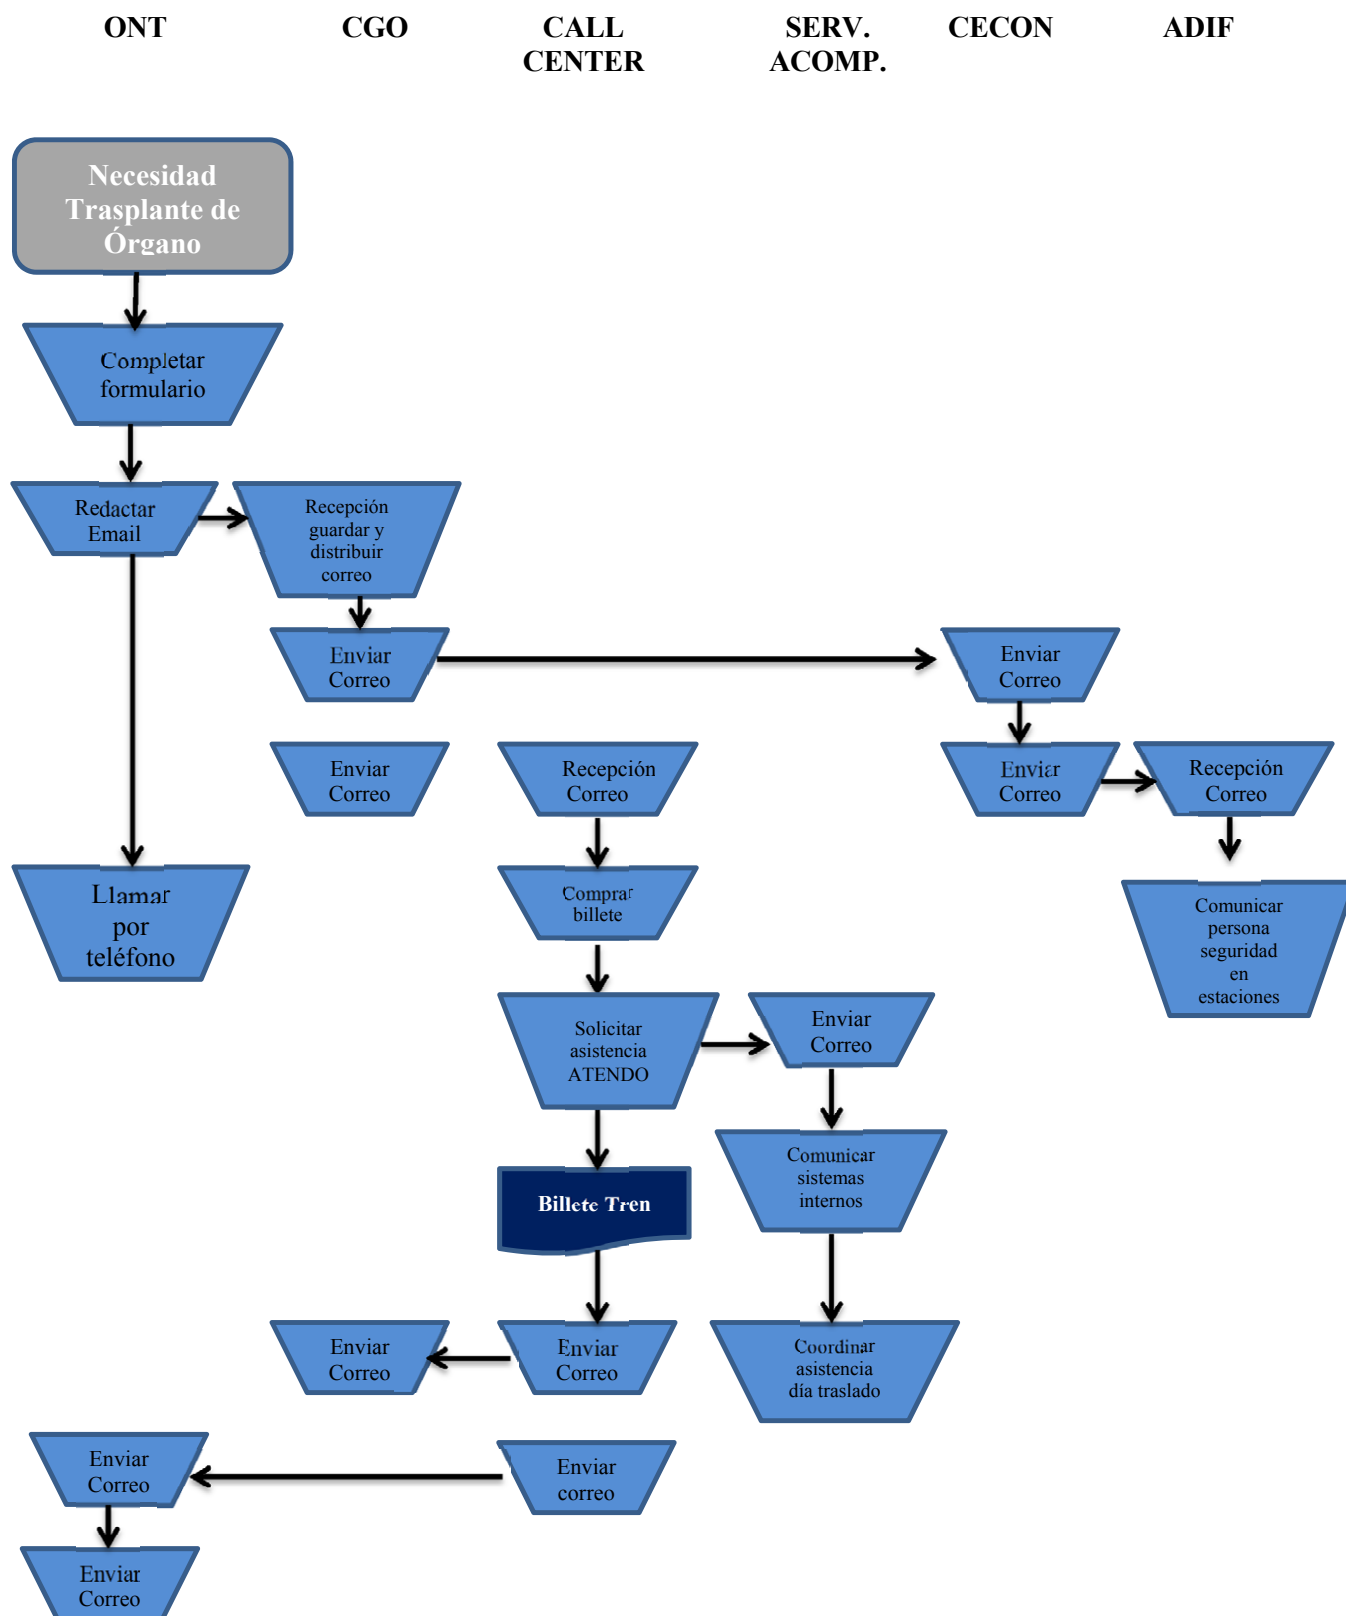 ONT
CGO
CALL
CENTER
SERV.
ACOMP.
CECON
ADIF
Necesidad
Trasplante de
Órgano
Completar
formulario
Redactar
Email
Recepción
guardar y
distribuir
correo
Enviar
Correo
Enviar
Correo
Enviar
Correo
Recepción
Correo
Enviar
Correo
Recepción
Correo
Llamar
por
teléfono
Comprar
billete
Comunicar
persona
seguridad
en
estaciones
Solicitar
asistencia
ATENDO
Enviar
Correo
Comunicar
sistemas
internos
Billete Tren
Enviar
Correo
Enviar
Correo
Coordinar
asistencia
día traslado
Enviar
Correo
Enviar
correo
Enviar
Correo